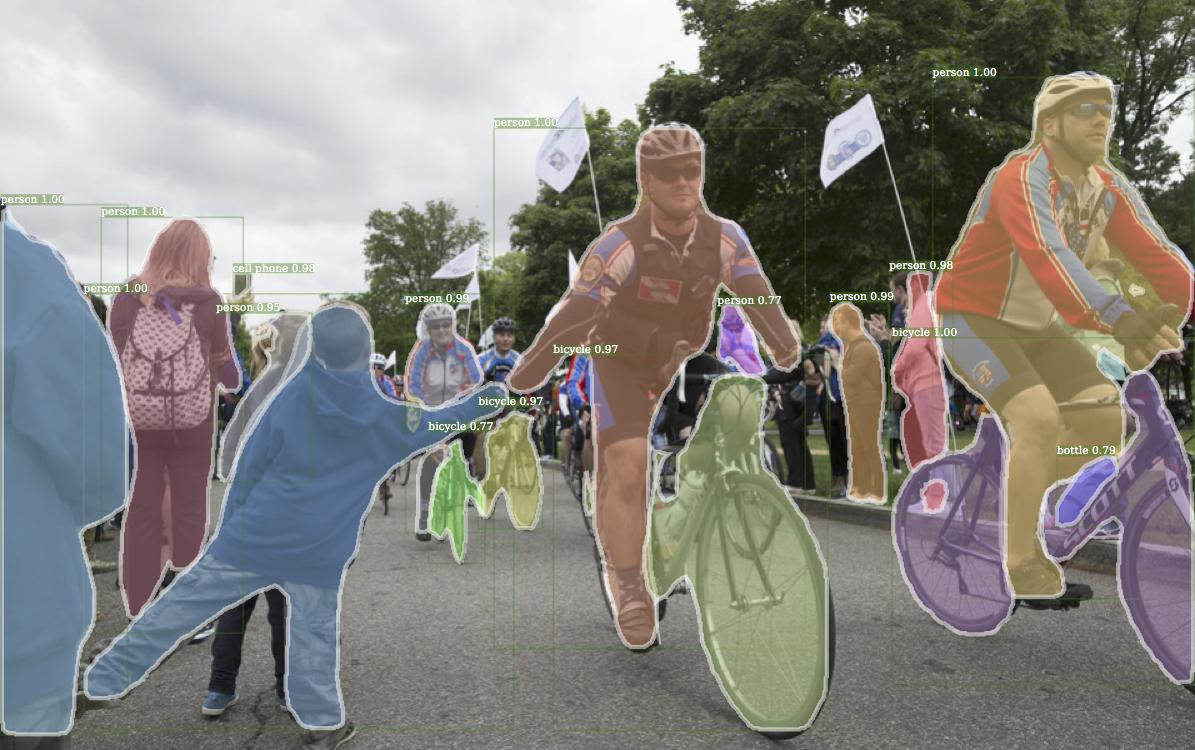 person 1.00
person 1.00
person 1.00
person 1.00
person 1.00
cell phone 0.98
person 0.98
person 0.95
person 0.99
person 0.99
person 0.77
bicycle 1.00
bicycle 0.97
bicycle 0.97
bicycle 0.77
bottle 0.79
SCOTT